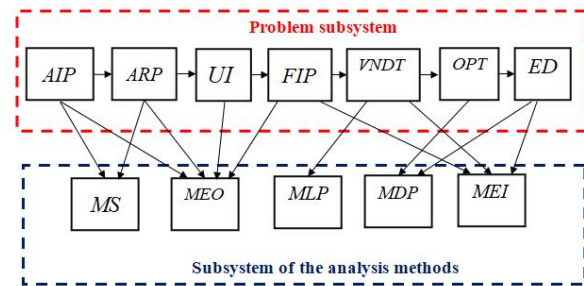 Problem subsystem
AIP ARP UI FIP VNDT OPT ED
MS MEO MLP MDP MEI
Subsystem of the analysis methods